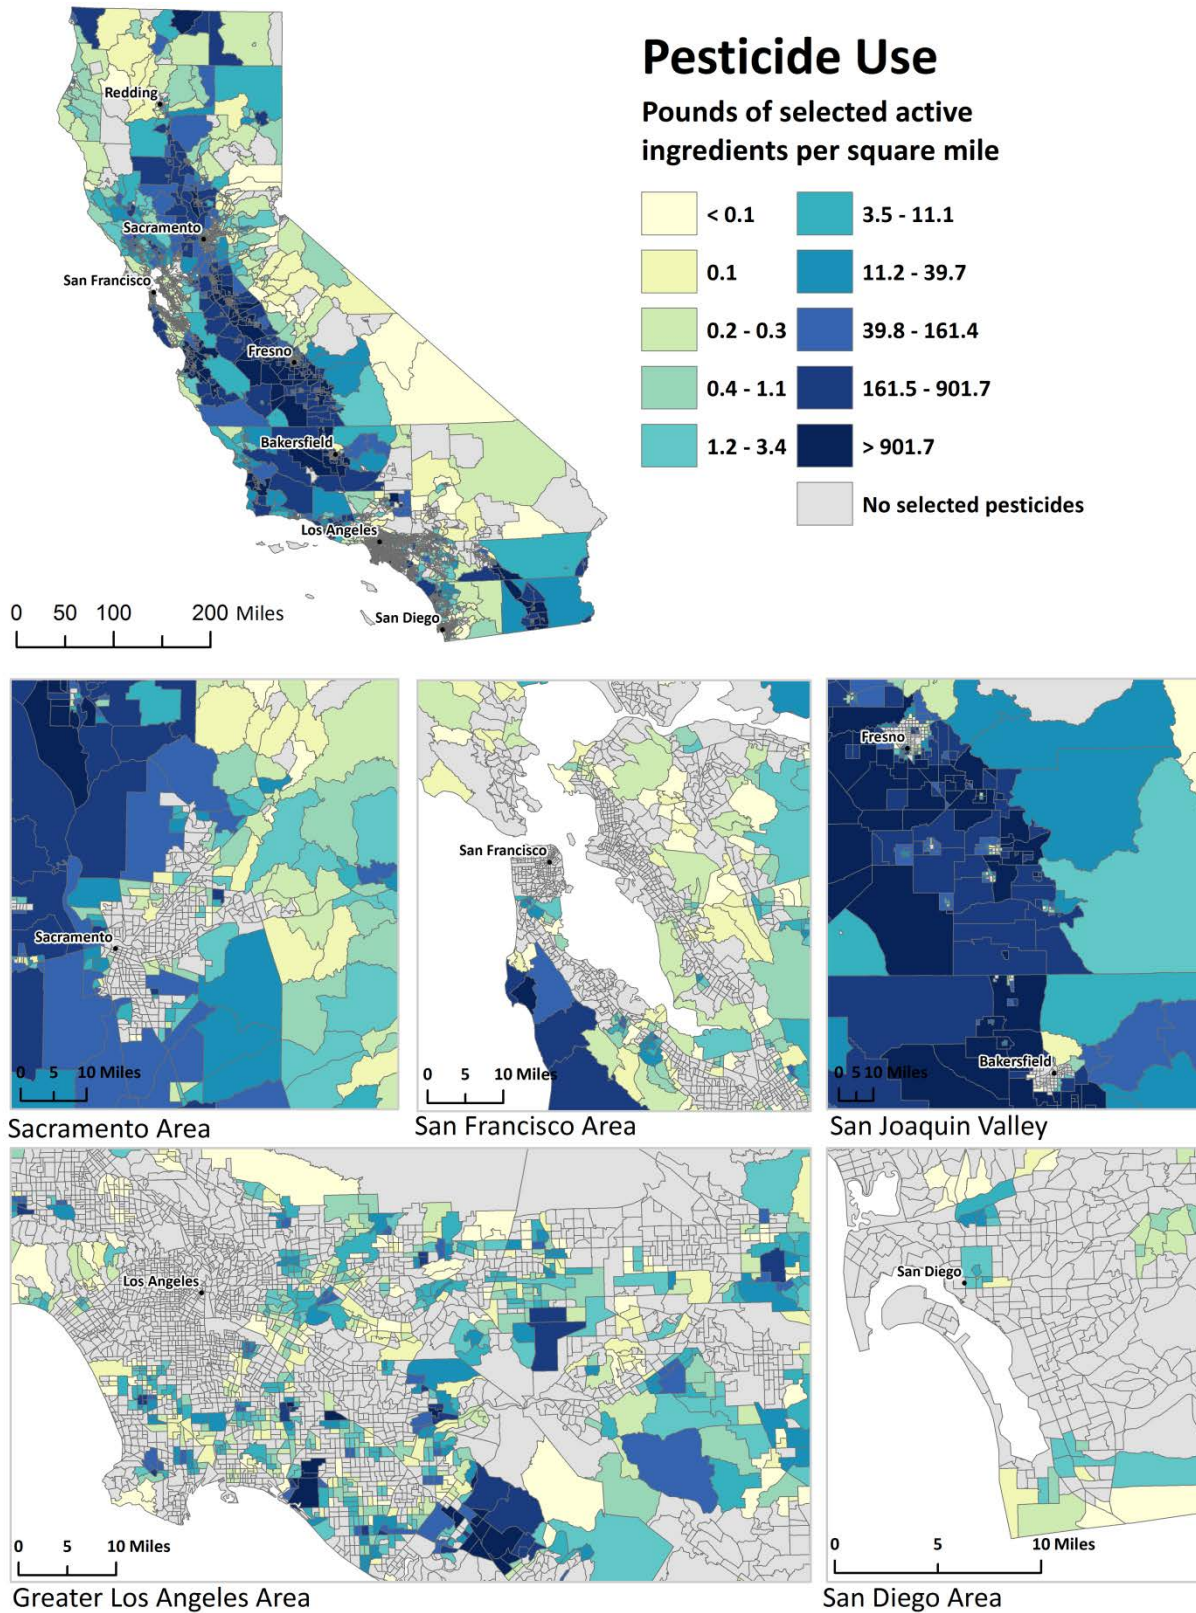 Pesticide Use
Pounds of selected active
ingredients per square mile
< 0.1
0.1
0.2 - 0.3
0.4 - 1.1
1.2 - 3.4
3.5 - 11.1
11.2 - 39.7
39.8 - 161.4
161.5 - 901.7
> 901.7
No selected pesticides
Redding
Sacramento
San Francisco
Fresno
Bakersfield
Los Angeles
San Diego
0 50 100 200 Miles
Sacramento
0 5 10 Miles
Sacramento Area
San Francisco
0 5 10 Miles
San Francisco Area
Fresno
Bakersfield
0 5 10 Miles
San Joaquin Valley
Los Angeles
0 5 10 Miles
Greater Los Angeles Area
San Diego
0 5 10 Miles
San Diego Area